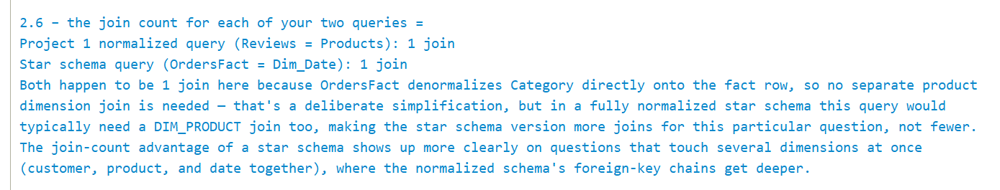 2.6 – the join count for each of your two queries =
Project 1 normalized query (Reviews = Products): 1 join
Star schema query (OrdersFact = Dim_Date): 1 join
Both happen to be 1 join here because OrdersFact denormalizes Category directly onto the fact row, so no separate product
dimension join is needed — that's a deliberate simplification, but in a fully normalized star schema this query would
typically need a DIM_PRODUCT join too, making the star schema version more joins for this particular question, not fewer.
The join-count advantage of a star schema shows up more clearly on questions that touch several dimensions at once
(customer, product, and date together), where the normalized schema's foreign-key chains get deeper.